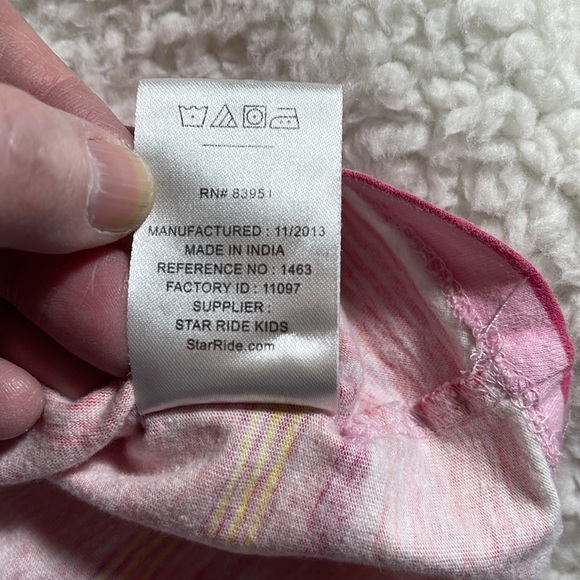 RN# 83951
MANUFACTURED : 11/2013
MADE IN INDIA
REFERENCE NO : 1463
FACTORY ID : 11097
SUPPLIER :
STAR RIDE KIDS
StarRide.com